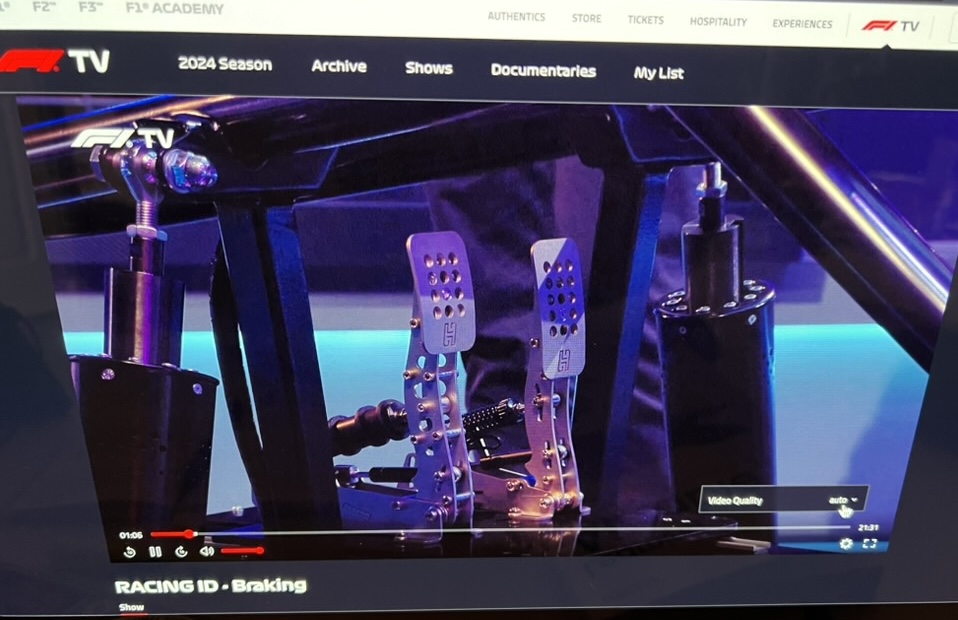 F2™ F3™ F1® ACADEMY
AUTHENTICS STORE TICKETS HOSPITALITY EXPERIENCES F1 TV
F1 TV 2024 Season Archive Shows Documentaries My List
F1 TV
Video Quality auto
01:06 21:31
RACING ID - Braking
Show